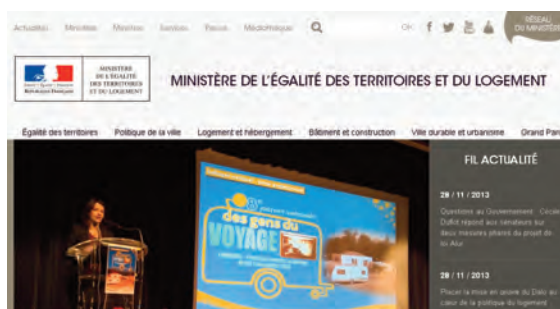 Actualités Ministère Ministres Services Presse Médiathèque
RÉSEAU
DU MINISTÈRE
MINISTÈRE
DE L'ÉGALITÉ
DES TERRITOIRES
ET DU LOGEMENT
RÉPUBLIQUE FRANÇAISE
MINISTÈRE DE L'ÉGALITÉ DES TERRITOIRES ET DU LOGEMENT
Égalité des territoires Politique de la ville Logement et hébergement Bâtiment et construction Ville durable et urbanisme Grand Pari
des gens du
VOYAGE
FIL ACTUALITÉ
28 / 11 / 2013
Questions au Gouvernement : Cécile
Duflot répond aux sénateurs sur
deux mesures phares du projet de
loi Alur
28 / 11 / 2013
Placer la mise en œuvre du Dalo au
cœur de la politique du logement